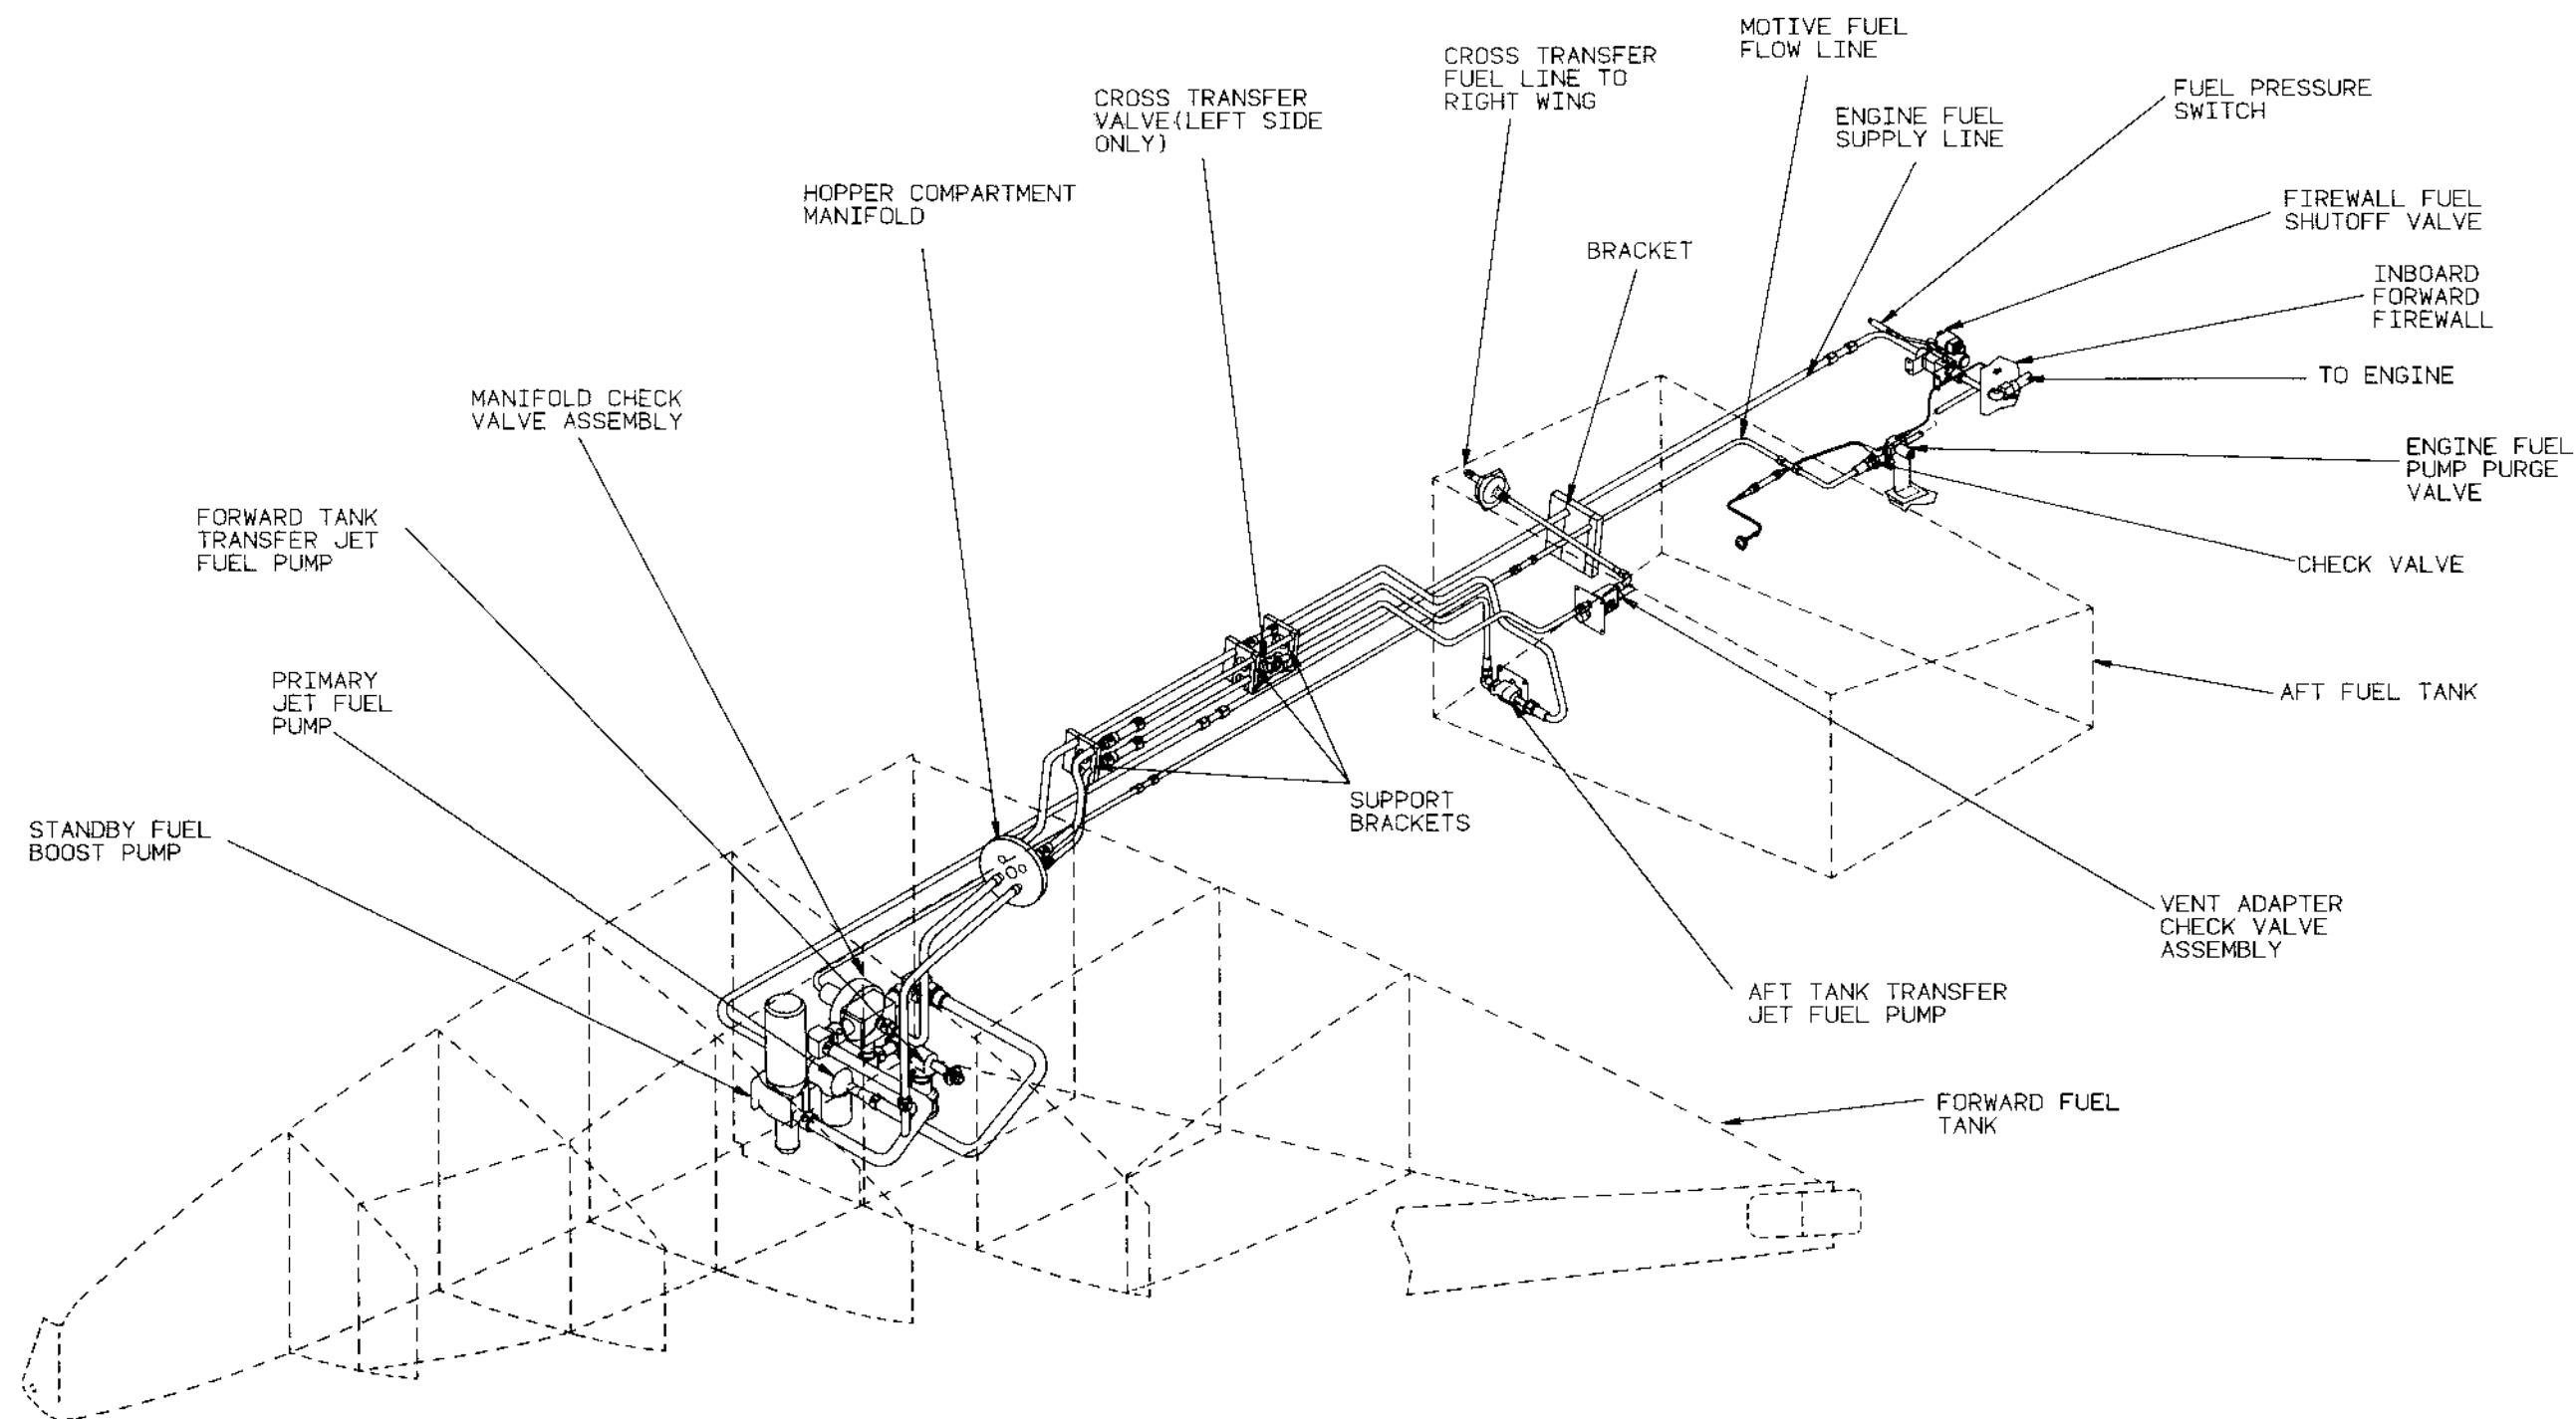 MOTIVE FUEL
FLOW LINE
CROSS TRANSFER
FUEL LINE TO
RIGHT WING
FUEL PRESSURE
SWITCH
CROSS TRANSFER
VALVE(LEFT SIDE
ONLY)
ENGINE FUEL
SUPPLY LINE
HOPPER COMPARTMENT
MANIFOLD
FIREWALL FUEL
SHUTOFF VALVE
BRACKET
INBOARD
FORWARD
FIREWALL
TO ENGINE
MANIFOLD CHECK
VALVE ASSEMBLY
ENGINE FUEL
PUMP PURGE
VALVE
FORWARD TANK
TRANSFER JET
FUEL PUMP
CHECK VALVE
PRIMARY
JET FUEL
PUMP
AFT FUEL TANK
SUPPORT
BRACKETS
STANDBY FUEL
BOOST PUMP
VENT ADAPTER
CHECK VALVE
ASSEMBLY
AFT TANK TRANSFER
JET FUEL PUMP
FORWARD FUEL
TANK